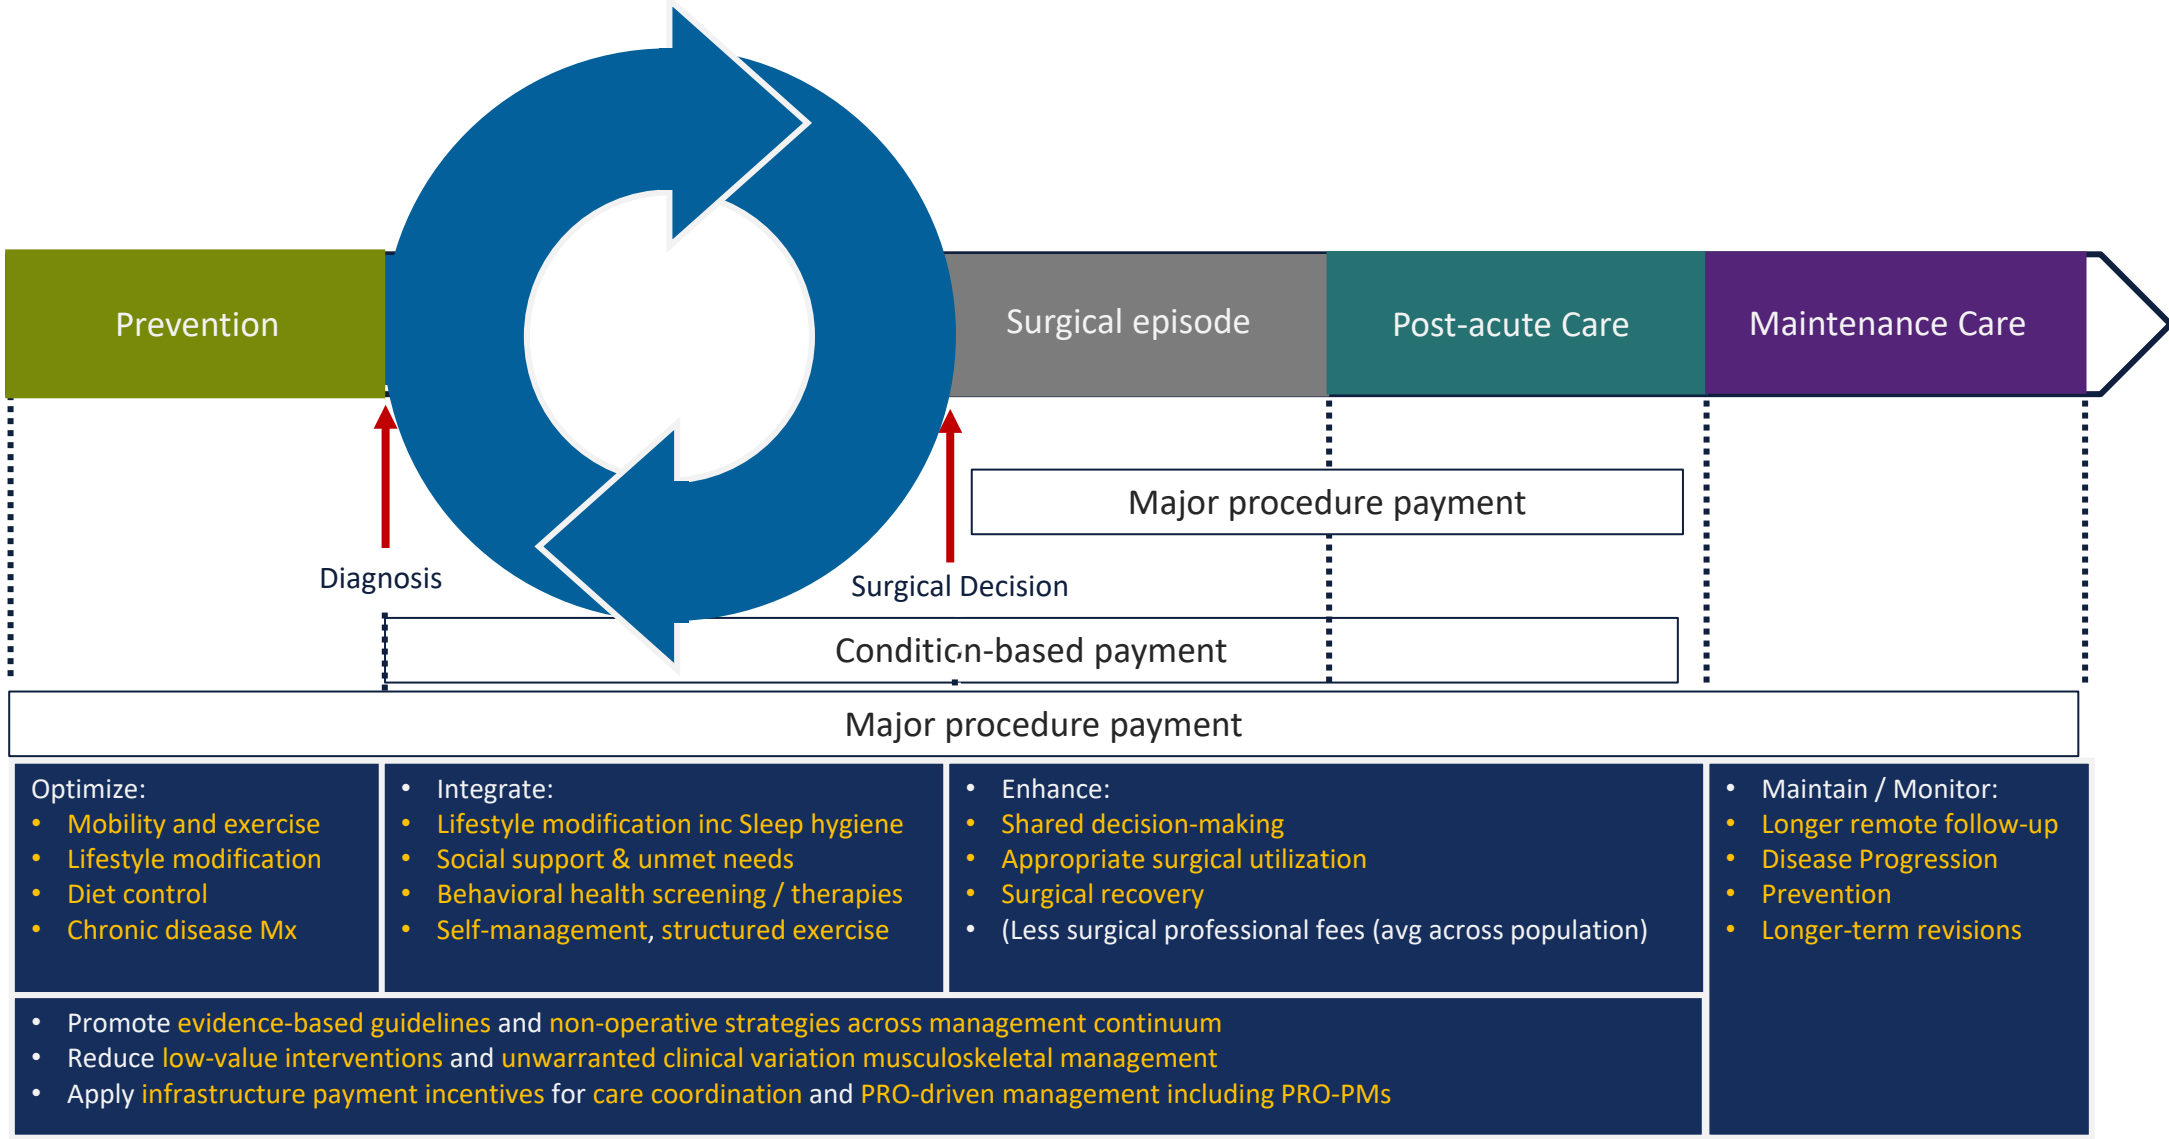 Prevention
Surgical episode
Post-acute Care
Maintenance Care
Major procedure payment
Diagnosis
Surgical Decision
Condition-based payment
Major procedure payment
Optimize:
• Mobility and exercise
• Lifestyle modification
• Diet control
• Chronic disease Mx
• Integrate:
• Lifestyle modification inc Sleep hygiene
• Social support & unmet needs
• Behavioral health screening / therapies
• Self-management, structured exercise
• Enhance:
• Shared decision-making
• Appropriate surgical utilization
• Surgical recovery
• (Less surgical professional fees (avg across population)
• Maintain / Monitor:
• Longer remote follow-up
• Disease Progression
• Prevention
• Longer-term revisions
• Promote evidence-based guidelines and non-operative strategies across management continuum
• Reduce low-value interventions and unwarranted clinical variation musculoskeletal management
• Apply infrastructure payment incentives for care coordination and PRO-driven management including PRO-PMs